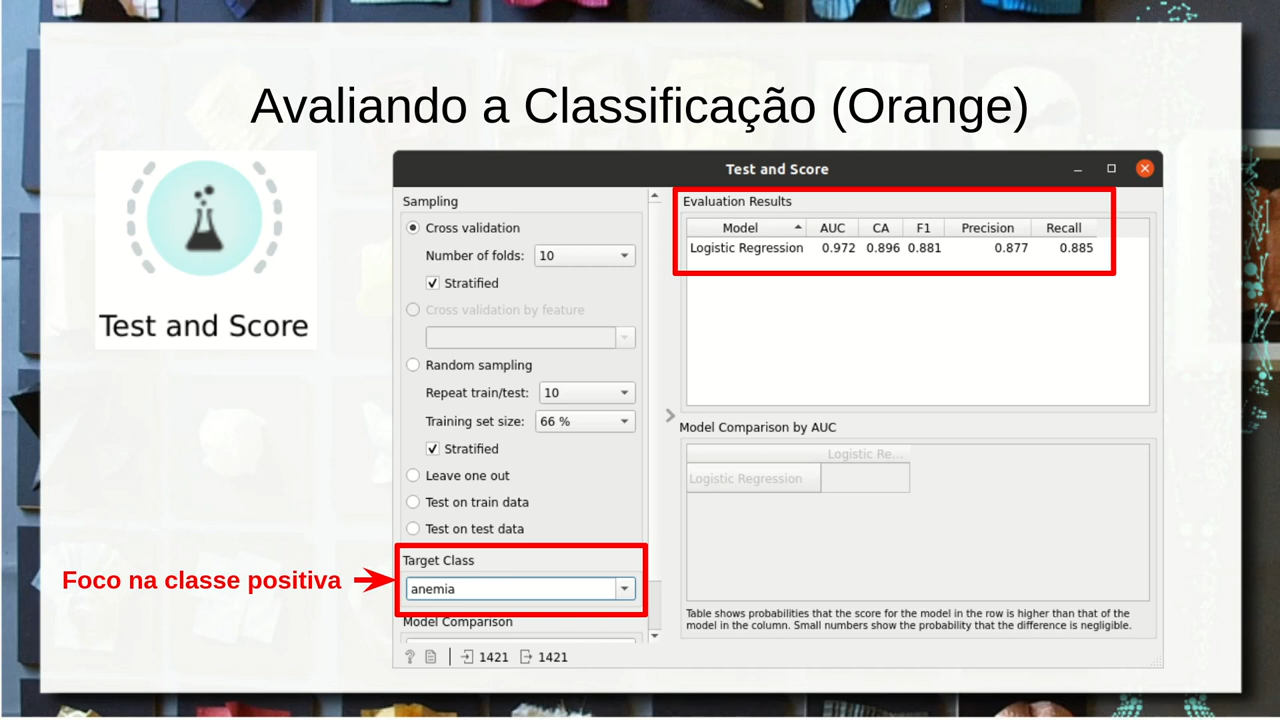 Avaliando a Classificação (Orange)
Test and Score
Test and Score
Sampling
Cross validation
Number of folds: 10
Stratified
Cross validation by feature
Random sampling
Repeat train/test: 10
Training set size: 66 %
Stratified
Leave one out
Test on train data
Test on test data
Target Class
anemia
Model Comparison
1421 1421
Foco na classe positiva
Evaluation Results
Model AUC CA F1 Precision Recall
Logistic Regression 0.972 0.896 0.881 0.877 0.885
Model Comparison by AUC
Logistic Re...
Logistic Regression
Table shows probabilities that the score for the model in the row is higher than that of the
model in the column. Small numbers show the probability that the difference is negligible.